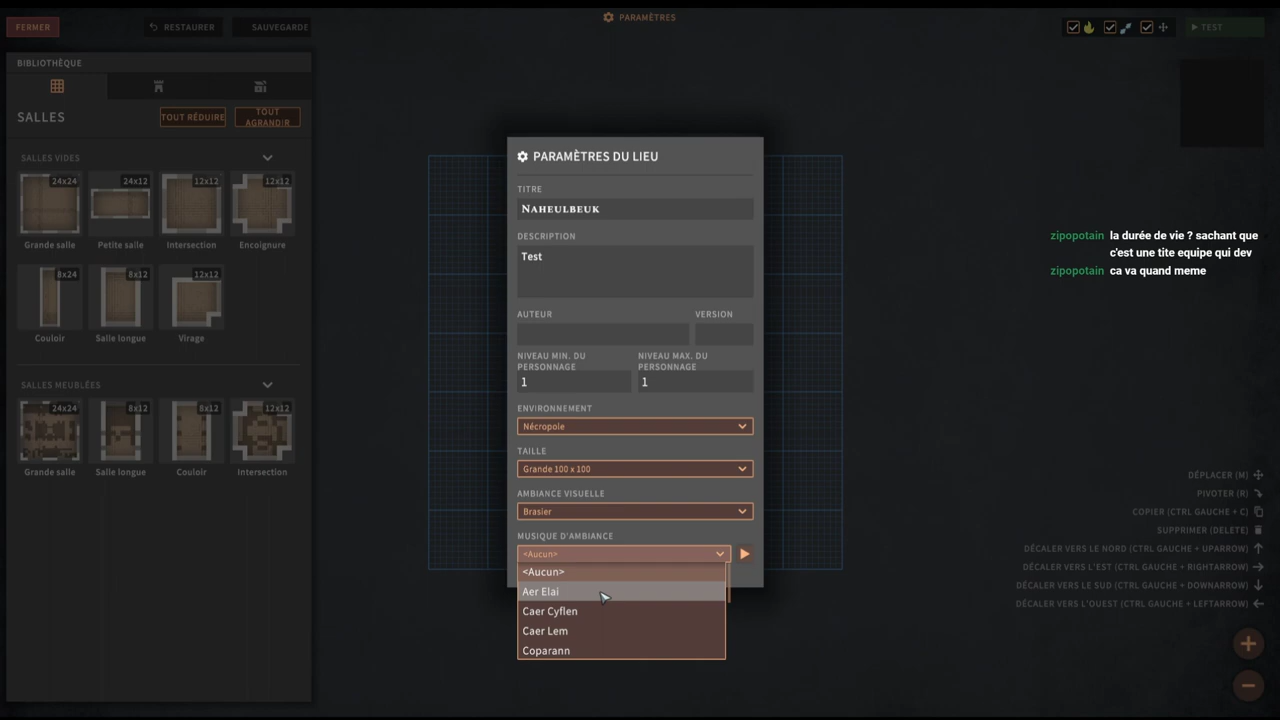 FERMER
RESTAURER
SAUVEGARDE
PARAMÈTRES
TEST
BIBLIOTHÈQUE
SALLES
TOUT RÉDUIRE
TOUT
AGRANDIR
SALLES VIDES
24x24
24x12
12x12
12x12
Grande salle
Petite salle
Intersection
Encoignure
8x24
8x12
12x12
Couloir
Salle longue
Virage
SALLES MEUBLÉES
24x24
8x12
8x12
12x12
Grande salle
Salle longue
Couloir
Intersection
PARAMÈTRES DU LIEU
TITRE
NAHEULBEUK
DESCRIPTION
Test
AUTEUR
VERSION
NIVEAU MIN. DU
PERSONNAGE
NIVEAU MAX. DU
PERSONNAGE
1
1
ENVIRONNEMENT
Nécropole
TAILLE
Grande 100 x 100
AMBIANCE VISUELLE
Brasier
MUSIQUE D'AMBIANCE
<Aucun>
<Aucun>
Aer Elai
Caer Cyflen
Caer Lem
Coparann
zipopotain la durée de vie ? sachant que
c'est une tite equipe qui dev
zipopotain ca va quand meme
DÉPLACER (M)
PIVOTER (R)
COPIER (CTRL GAUCHE + C)
SUPPRIMER (DELETE)
DÉCALER VERS LE NORD (CTRL GAUCHE + UPARROW)
DÉCALER VERS L'EST (CTRL GAUCHE + RIGHTARROW)
DÉCALER VERS LE SUD (CTRL GAUCHE + DOWNARROW)
DÉCALER VERS L'OUEST (CTRL GAUCHE + LEFTARROW)